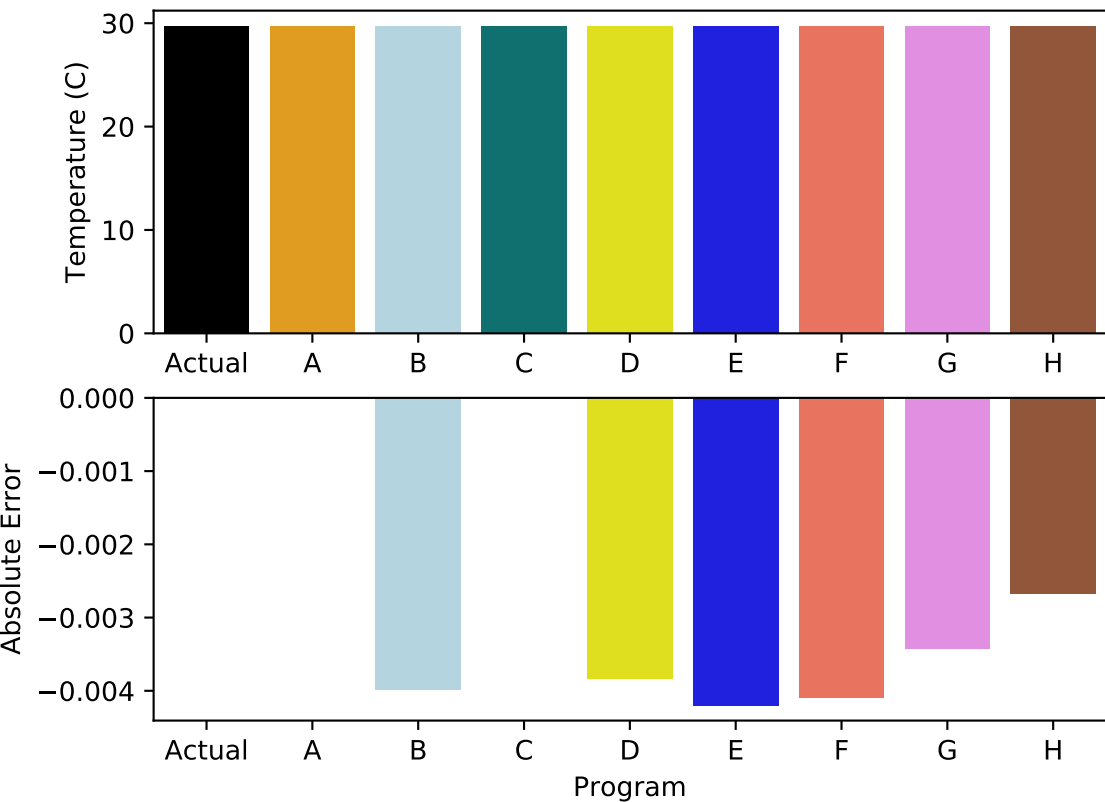 30
20
10
0
Temperature (C)
Actual A B C D E F G H
0.000
−0.001
−0.002
−0.003
−0.004
Absolute Error
Actual A B C D E F G H
Program